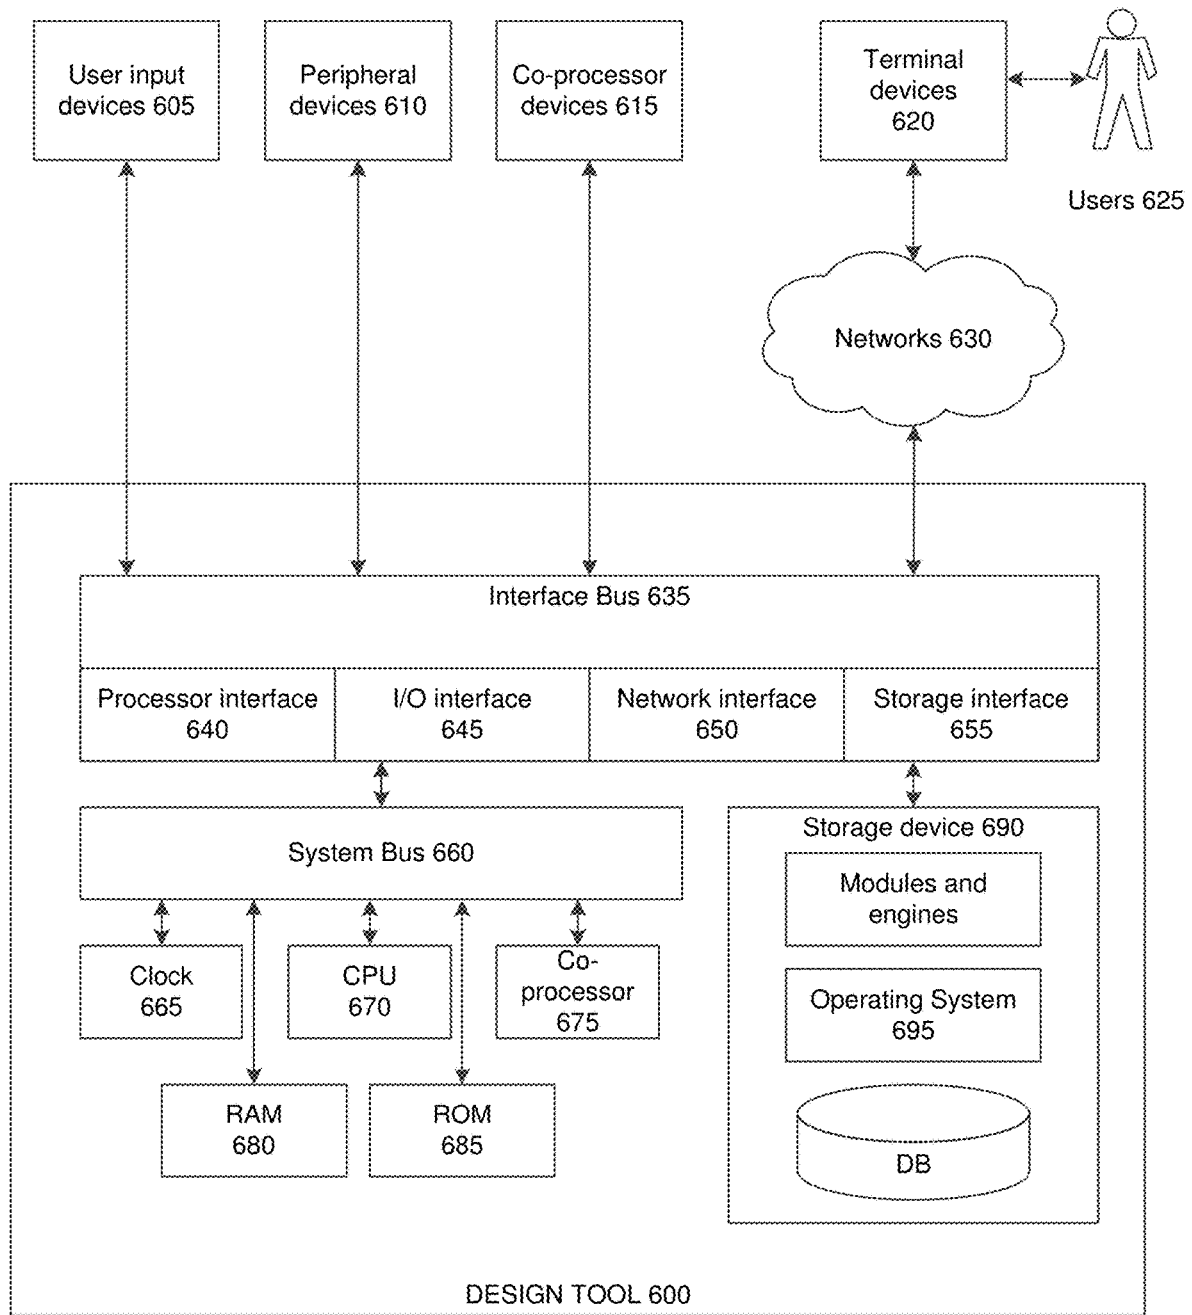 User input
devices 605
Peripheral
devices 610
Co-processor
devices 615
Terminal
devices
620
Users 625
Networks 630
Interface Bus 635
Processor interface
640
I/O interface
645
Network interface
650
Storage interface
655
System Bus 660
Storage device 690
Modules and
engines
Clock
665
CPU
670
Co-
processor
675
Operating System
695
RAM
680
ROM
685
DB
DESIGN TOOL 600